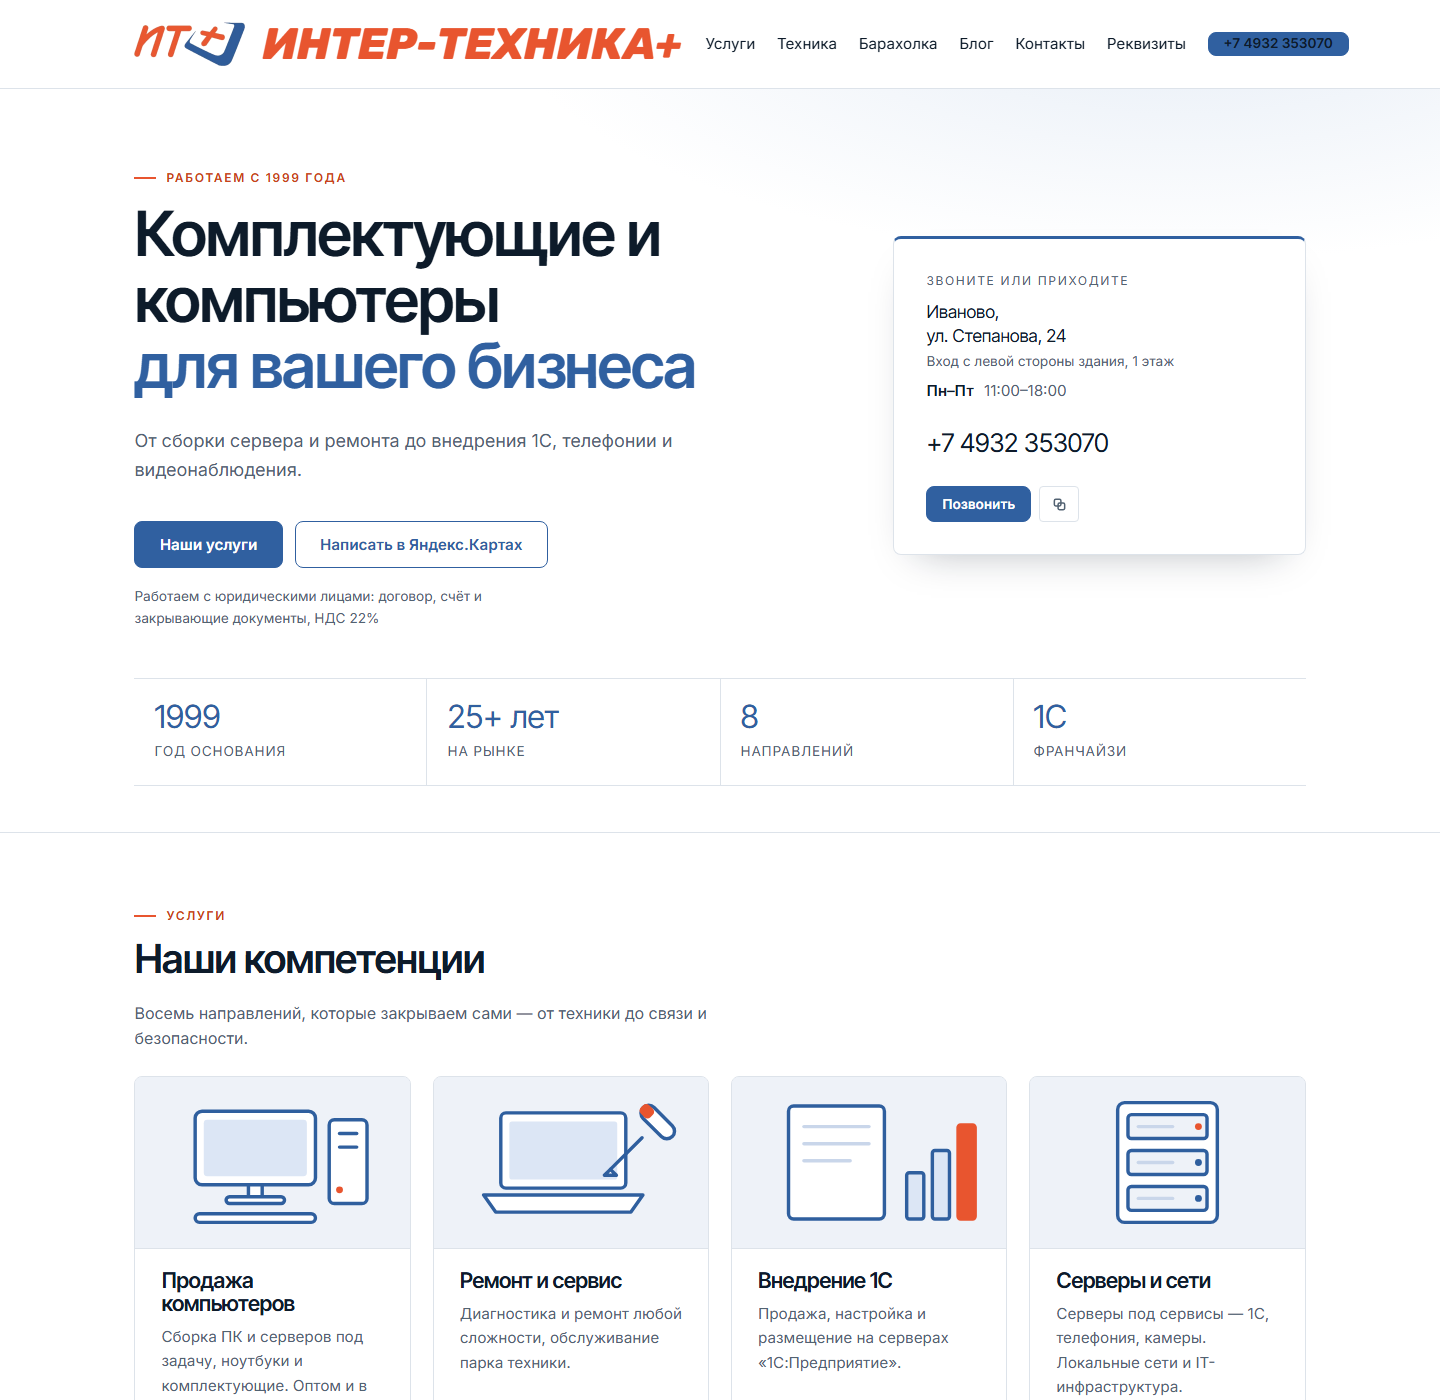 ИТ+ ИНТЕР-ТЕХНИКА+
Услуги Техника Барахолка Блог Контакты Реквизиты +7 4932 353070
РАБОТАЕМ С 1999 ГОДА
Комплектующие и
компьютеры
для вашего бизнеса
От сборки сервера и ремонта до внедрения 1С, телефонии и
видеонаблюдения.
Наши услуги
Написать в Яндекс.Картах
Работаем с юридическими лицами: договор, счёт и
закрывающие документы, НДС 22%
ЗВОНИТЕ ИЛИ ПРИХОДИТЕ
Иваново,
ул. Степанова, 24
Вход с левой стороны здания, 1 этаж
Пн–Пт 11:00–18:00
+7 4932 353070
Позвонить
1999
ГОД ОСНОВАНИЯ
25+ лет
НА РЫНКЕ
8
НАПРАВЛЕНИЙ
1С
ФРАНЧАЙЗИ
УСЛУГИ
Наши компетенции
Восемь направлений, которые закрываем сами — от техники до связи и
безопасности.
Продажа
компьютеров
Сборка ПК и серверов под
задачу, ноутбуки и
комплектующие. Оптом и в
Ремонт и сервис
Диагностика и ремонт любой
сложности, обслуживание
парка техники.
Внедрение 1С
Продажа, настройка и
размещение на серверах
«1С:Предприятие».
Серверы и сети
Серверы под сервисы — 1С,
телефония, камеры.
Локальные сети и IT-
инфраструктура.